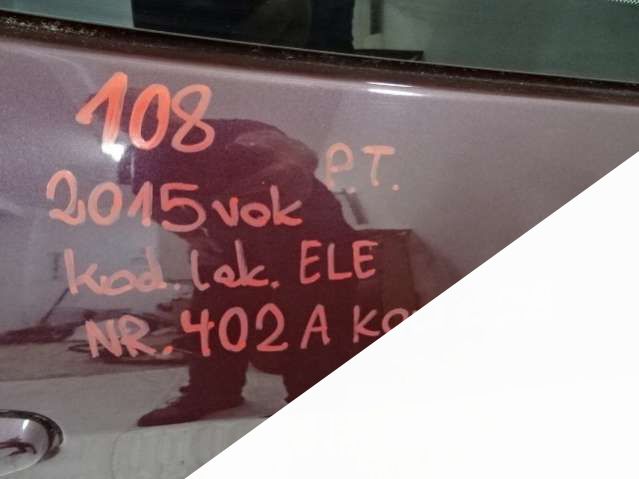 108
P.T.
2015 vok
kod. lak. ELE
NR. 402 A